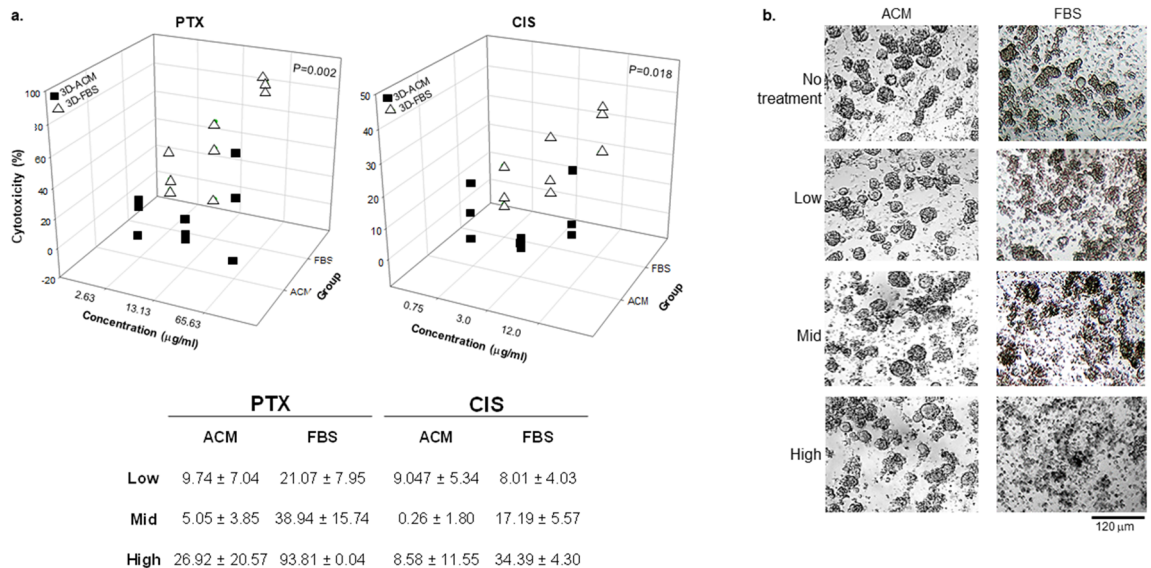 a.
PTX
P=0.002
3D-ACM
3D-FBS
100
80
60
40
20
0
-20
Cytotoxicity (%)
2.63
13.13
65.63
Concentration (μg/ml)
ACM
FBS
Group
CIS
P=0.018
3D-ACM
3D-FBS
50
40
30
20
10
0
0.75
3.0
12.0
Concentration (μg/ml)
ACM
FBS
Group
PTX CIS
ACM FBS ACM FBS
Low 9.74 ± 7.04 21.07 ± 7.95 9.047 ± 5.34 8.01 ± 4.03
Mid 5.05 ± 3.85 38.94 ± 15.74 0.26 ± 1.80 17.19 ± 5.57
High 26.92 ± 20.57 93.81 ± 0.04 8.58 ± 11.55 34.39 ± 4.30
b.
ACM FBS
No
treatment
Low
Mid
High
120 μm